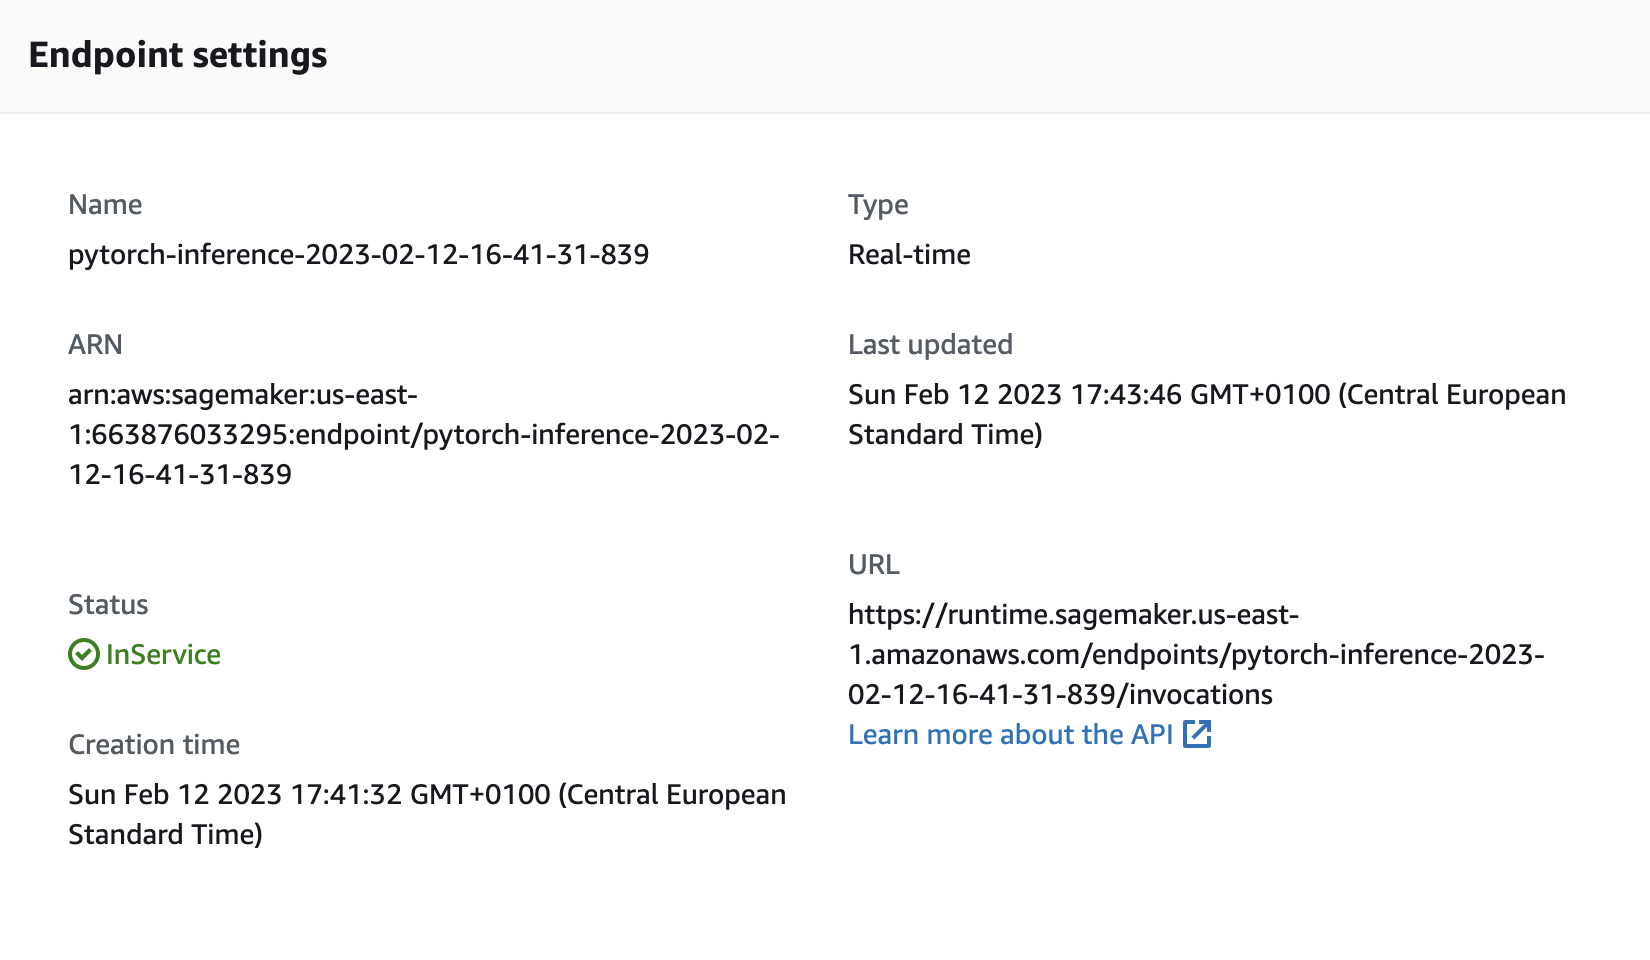 Endpoint settings
Name
pytorch-inference-2023-02-12-16-41-31-839
ARN
arn:aws:sagemaker:us-east-
1:663876033295:endpoint/pytorch-inference-2023-02-
12-16-41-31-839
Status
InService
Creation time
Sun Feb 12 2023 17:41:32 GMT+0100 (Central European
Standard Time)
Type
Real-time
Last updated
Sun Feb 12 2023 17:43:46 GMT+0100 (Central European
Standard Time)
URL
https://runtime.sagemaker.us-east-
1.amazonaws.com/endpoints/pytorch-inference-2023-
02-12-16-41-31-839/invocations
Learn more about the API